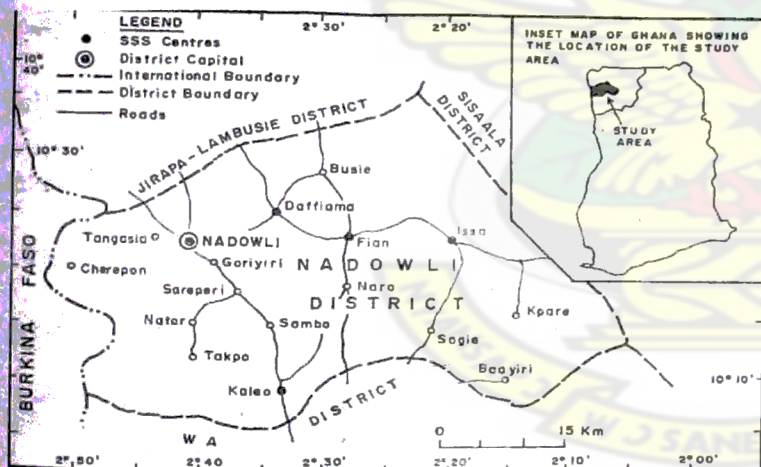 LEGEND
SSS Centres
District Capital
International Boundary
District Boundary
Roads
2°30'
2°20'
INSET MAP OF GHANA SHOWING
THE LOCATION OF THE STUDY
AREA
STUDY
AREA
10°
40'
10°30'
JIRAPA-LAMBUSIE DISTRICT
SISAALA
DISTRICT
Busie
Daffiama
Tangasia
NADOWLI
Fian
Issa
Cherepon
Goriyiri
NADOWLI
DISTRICT
Sareperi
Naro
Natar
Sombo
Kpare
Sagie
Takpo
Baayiri
Kaleo
BURKINA FASO
WA
DISTRICT
10°10'
0 15 Km
2°50'
2°40
2°30'
2°20'
2°10'
2°00'